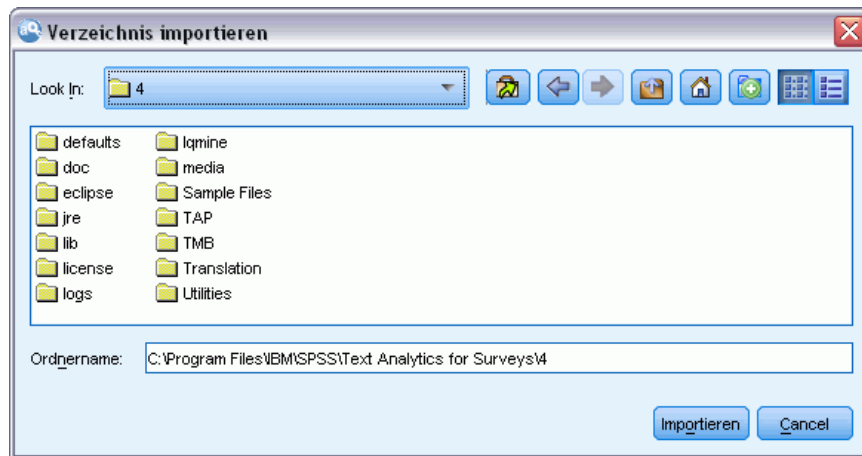 Verzeichnis importieren
Look In: 4
defaults lqmine
doc media
eclipse Sample Files
jre TAP
lib TMB
license Translation
logs Utilities
Ordnername: C:\Program Files\IBM\SPSS\Text Analytics for Surveys\4
Importieren Cancel